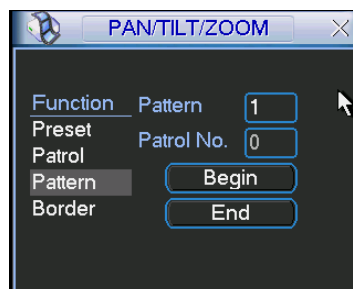 PAN/TILT/ZOOM
Function
Preset
Patrol
Pattern
Border
Pattern 1
Patrol No. 0
Begin
End